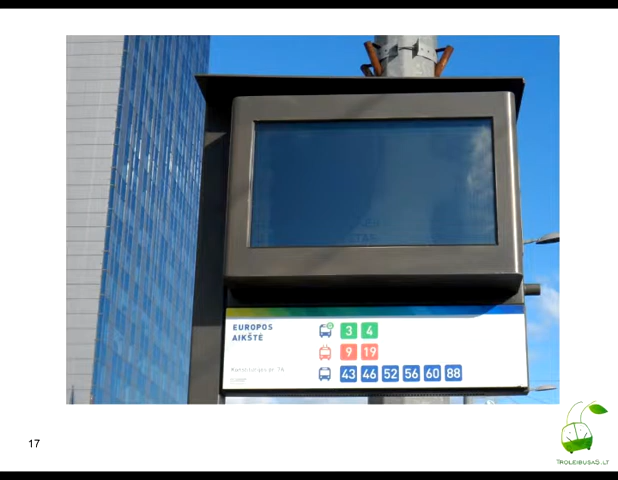 EUROPOS
AIKŠTĖ
3 4
9 19
43 46 52 56 60 88
17
TROLEIBUSAS.LT